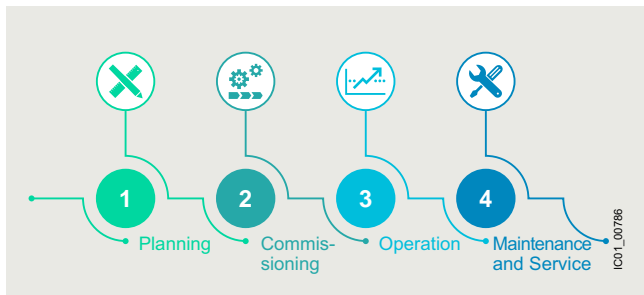 1
2
3
4
Planning
Commis-
sioning
Operation
Maintenance
and Service
IC01_00786